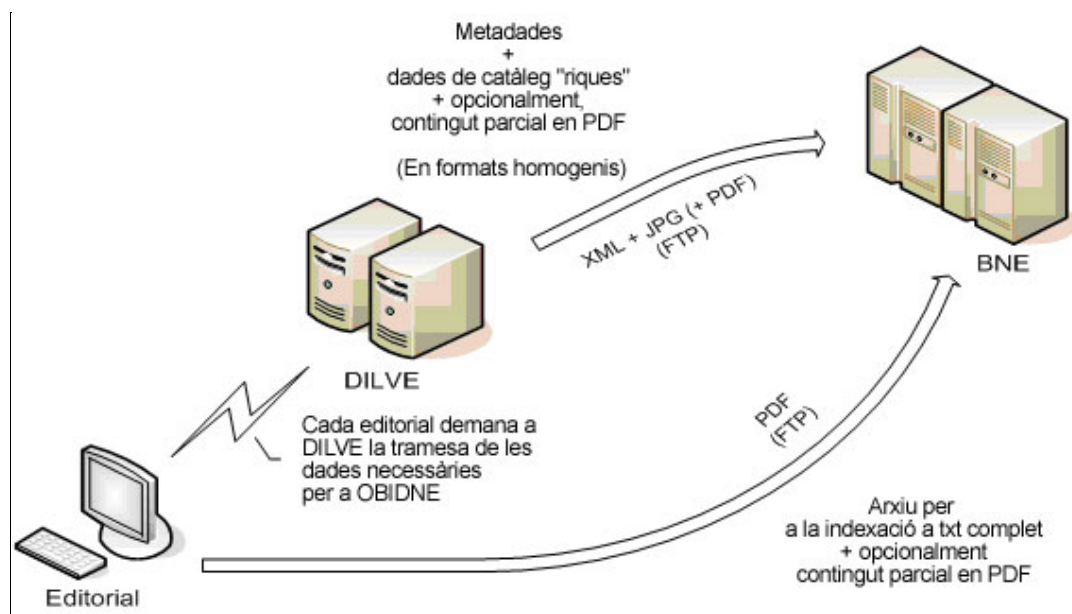 Metadades
+
dades de catàleg "riques"
+ opcionalment,
contingut parcial en PDF
(En formats homogenis)
XML + JPG (+ PDF)
(FTP)
BNE
DILVE
Cada editorial demana a
DILVE la tramesa de les
dades necessàries
per a OBIDNE
PDF
(FTP)
Arxiu per
a la indexació a txt complet
+ opcionalment
contingut parcial en PDF
Editorial